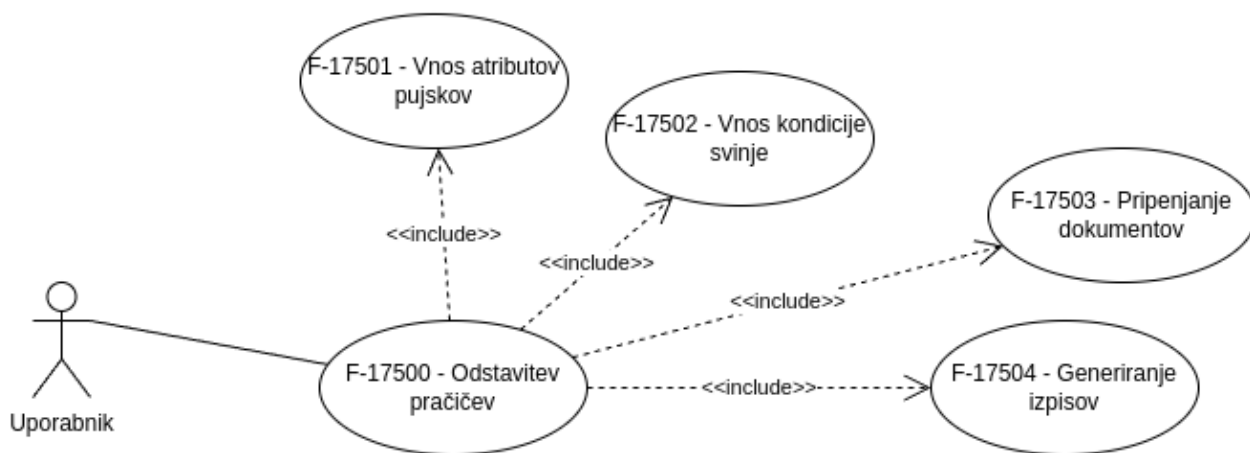 F-17501 - Vnos atributov
pujskov
F-17502 - Vnos kondicije
svinje
F-17503 - Pripenjanje
dokumentov
<<include>>
<<include>>
<<include>>
F-17500 - Odstavitev
pračičev
<<include>>
F-17504 - Generiranje
izpisov
Uporabnik